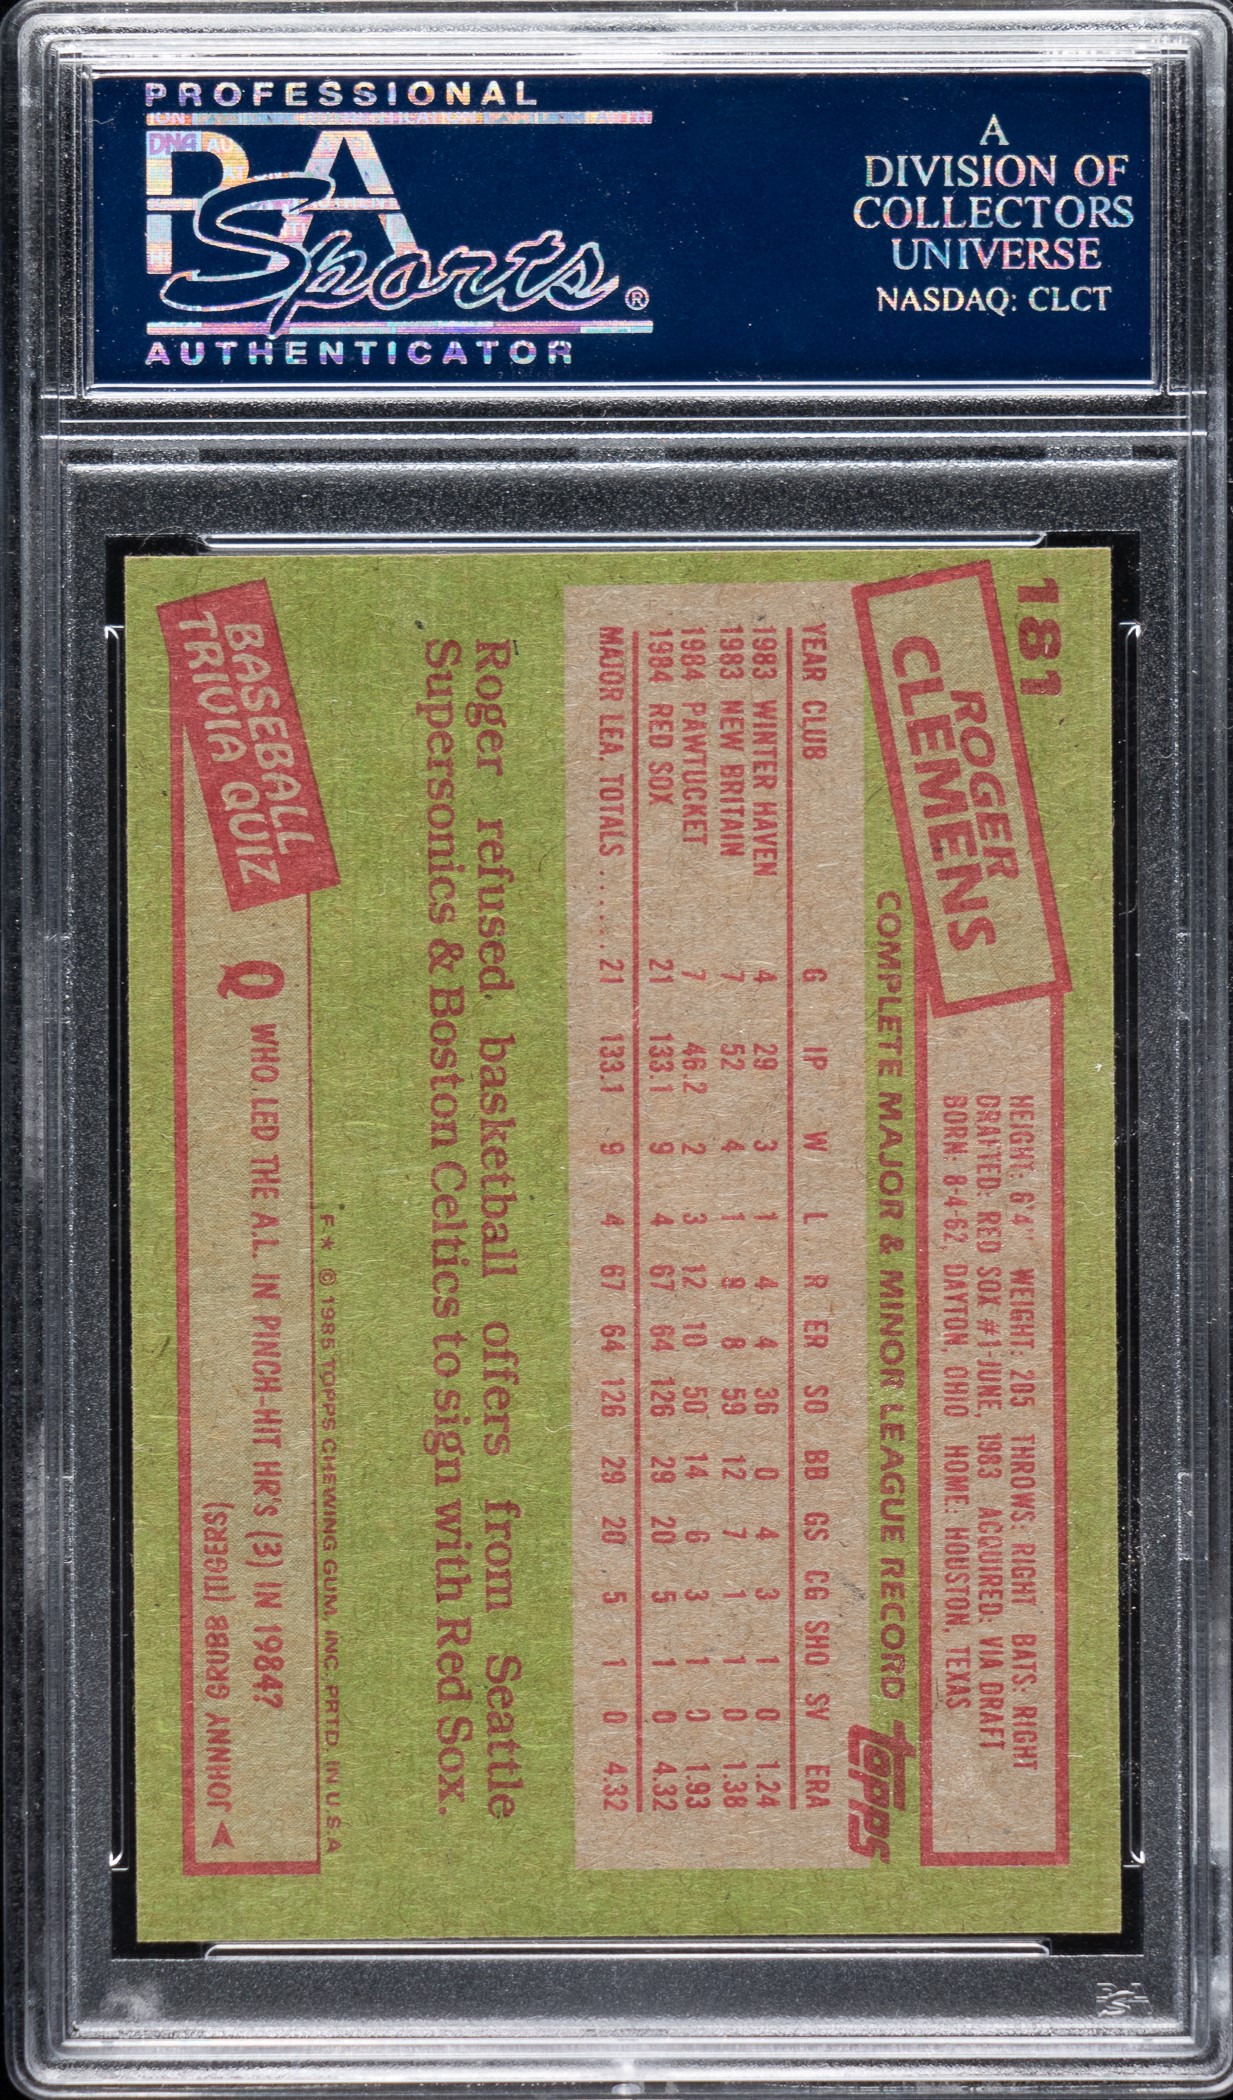 PROFESSIONAL
PSA
Sports®
AUTHENTICATOR
A
DIVISION OF
COLLECTORS
UNIVERSE
NASDAQ: CLCT
181
ROGER
CLEMENS
HEIGHT: 6'4" WEIGHT: 205 THROWS: RIGHT BATS: RIGHT
DRAFTED: RED SOX #1-JUNE, 1983 ACQUIRED: VIA DRAFT
BORN: 8-4-62, DAYTON, OHIO HOME: HOUSTON, TEXAS
COMPLETE MAJOR & MINOR LEAGUE RECORD
topps
YEAR CLUB G IP W L R ER SO BB GS CG SHO SV ERA
1983 WINTER HAVEN 4 29 3 1 4 4 36 0 4 3 1 0 1.24
1983 NEW BRITAIN 7 52 4 1 8 8 59 12 7 1 1 0 1.38
1984 PAWTUCKET 7 46.2 2 3 12 10 50 14 6 3 1 0 1.93
1984 RED SOX 21 133.1 9 4 67 64 126 29 20 5 1 0 4.32
MAJOR LEA. TOTALS ...... 21 133.1 9 4 67 64 126 29 20 5 1 0 4.32
Roger refused basketball offers from Seattle
Supersonics & Boston Celtics to sign with Red Sox.
F* © 1985 TOPPS CHEWING GUM, INC. PRTD. IN U.S.A
BASEBALL
TRIVIA QUIZ
Q WHO LED THE A.L. IN PINCH-HIT HR'S (3) IN 1984?
JOHNNY GRUBB (TIGERS)
PSA